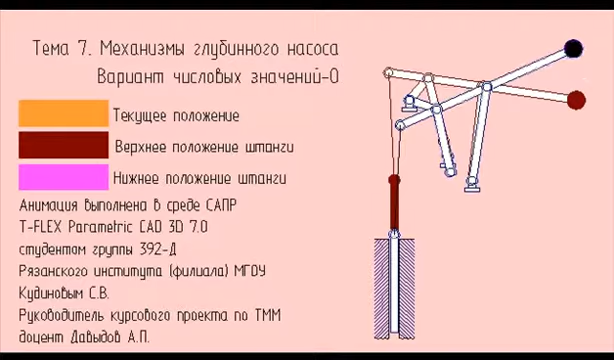 Тема 7. Механизмы глубинного насоса
Вариант числовых значений-0
Текущее положение
Верхнее положение штанги
Нижнее положение штанги
Анимация выполнена в среде САПР
T-FLEX Parametric CAD 3D 7.0
студентом группы 392-Д
Рязанского института (филиала) МГОУ
Кудиновым С.В.
Руководитель курсового проекта по ТММ
доцент Давыдов А.П.